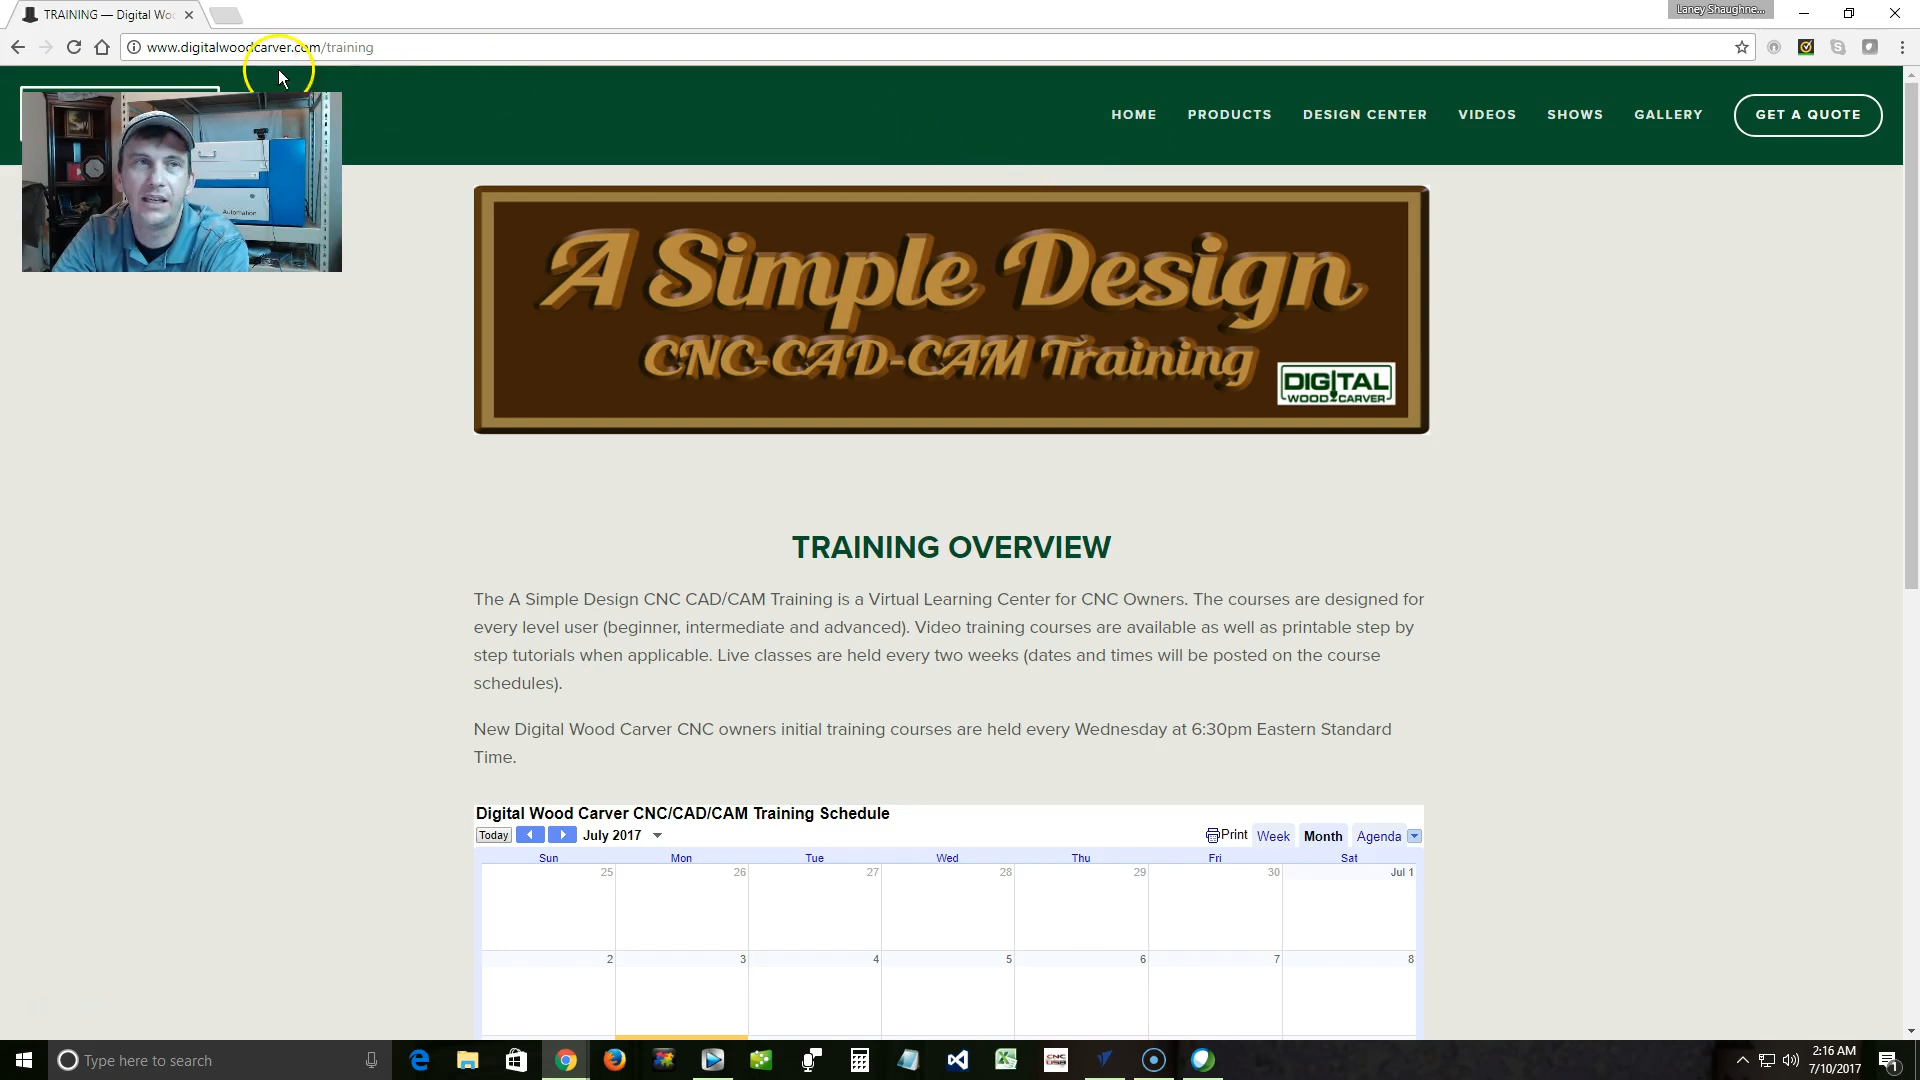 TRAINING — Digital Woo
Laney Shaughne...
www.digitalwoodcarver.com/training
HOME PRODUCTS DESIGN CENTER VIDEOS SHOWS GALLERY GET A QUOTE
Automation
A Simple Design
CNC-CAD-CAM Training
DIGITAL
WOOD CARVER
TRAINING OVERVIEW
The A Simple Design CNC CAD/CAM Training is a Virtual Learning Center for CNC Owners. The courses are designed for
every level user (beginner, intermediate and advanced). Video training courses are available as well as printable step by
step tutorials when applicable. Live classes are held every two weeks (dates and times will be posted on the course
schedules).
New Digital Wood Carver CNC owners initial training courses are held every Wednesday at 6:30pm Eastern Standard
Time.
Digital Wood Carver CNC/CAD/CAM Training Schedule
Today July 2017 Print Week Month Agenda
Sun Mon Tue Wed Thu Fri Sat
25 26 27 28 29 30 Jul 1
2 3 4 5 6 7 8
Type here to search
CNC
USB
2:16 AM
7/10/2017
1